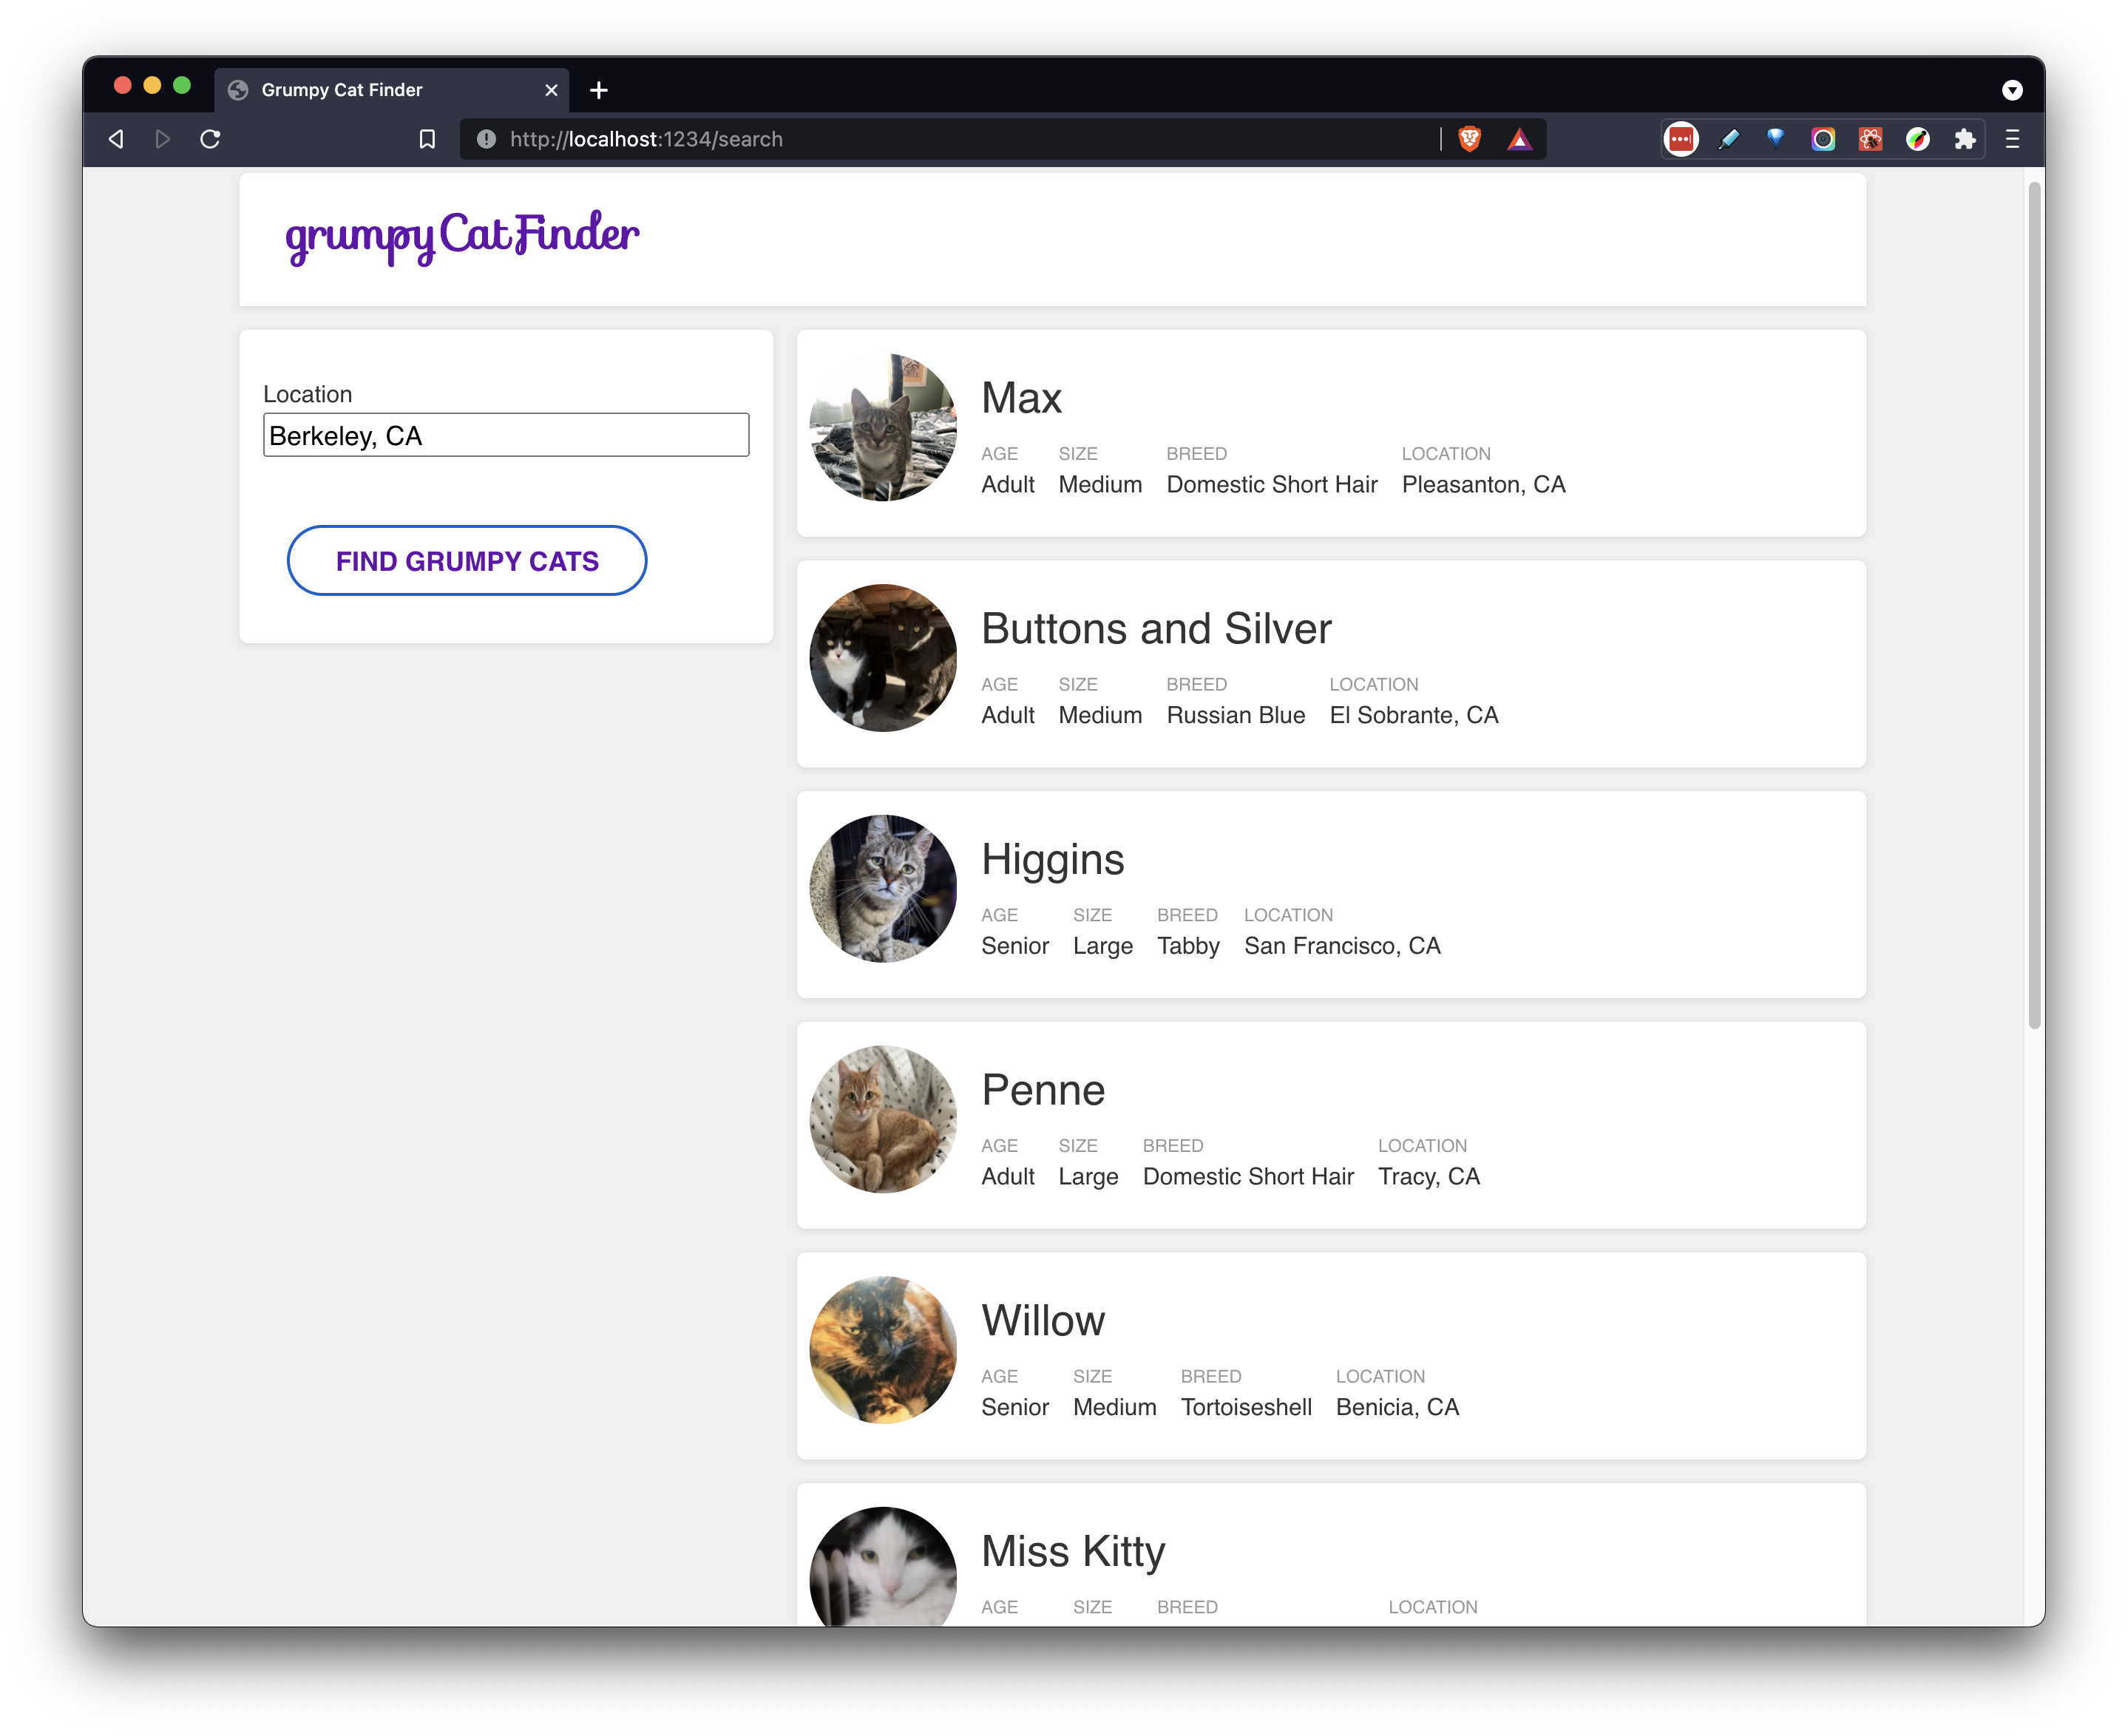 Grumpy Cat Finder
http://localhost:1234/search
grumpy Cat Finder
Location
Berkeley, CA
FIND GRUMPY CATS
Max
AGE SIZE BREED LOCATION
Adult Medium Domestic Short Hair Pleasanton, CA
Buttons and Silver
AGE SIZE BREED LOCATION
Adult Medium Russian Blue El Sobrante, CA
Higgins
AGE SIZE BREED LOCATION
Senior Large Tabby San Francisco, CA
Penne
AGE SIZE BREED LOCATION
Adult Large Domestic Short Hair Tracy, CA
Willow
AGE SIZE BREED LOCATION
Senior Medium Tortoiseshell Benicia, CA
Miss Kitty
AGE SIZE BREED LOCATION